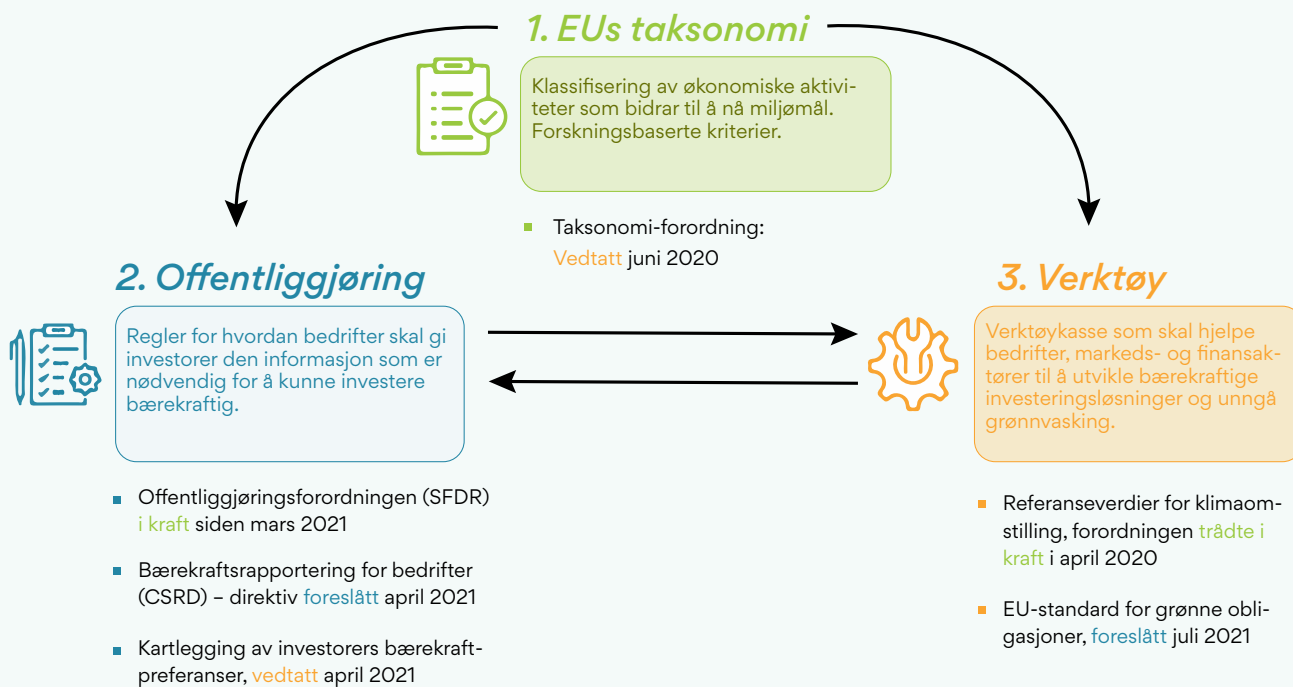 1. EUs taksonomi
Klassifisering av økonomiske aktivi-
teter som bidrar til å nå miljømål.
Forskningsbaserte kriterier.
Taksonomi-forordning:
Vedtatt juni 2020
2. Offentliggjøring
Regler for hvordan bedrifter skal gi
investorer den informasjon som er
nødvendig for å kunne investere
bærekraftig.
Offentliggjøringsforordningen (SFDR)
i kraft siden mars 2021
Bærekraftsrapportering for bedrifter
(CSRD) – direktiv foreslått april 2021
Kartlegging av investorers bærekraft-
preferanser, vedtatt april 2021
3. Verktøy
Verktøykasse som skal hjelpe
bedrifter, markeds- og finansak-
tører til å utvikle bærekraftige
investeringsløsninger og unngå
grønnvasking.
Referanseverdier for klimaom-
stilling, forordningen trådte i
kraft i april 2020
EU-standard for grønne obli-
gasjoner, foreslått juli 2021